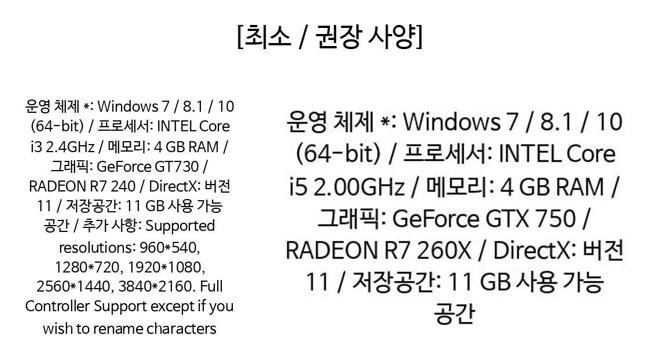 [최소 / 권장 사양]
운영 체제 *: Windows 7 / 8.1 / 10
(64-bit) / 프로세서: INTEL Core
i3 2.4GHz / 메모리: 4 GB RAM /
그래픽: GeForce GT730 /
RADEON R7 240 / DirectX: 버전
11 / 저장공간: 11 GB 사용 가능
공간 / 추가 사항: Supported
resolutions: 960*540,
1280*720, 1920*1080,
2560*1440, 3840*2160. Full
Controller Support except if you
wish to rename characters
운영 체제 *: Windows 7 / 8.1 / 10
(64-bit) / 프로세서: INTEL Core
i5 2.00GHz / 메모리: 4 GB RAM /
그래픽: GeForce GTX 750 /
RADEON R7 260X / DirectX: 버전
11 / 저장공간: 11 GB 사용 가능
공간